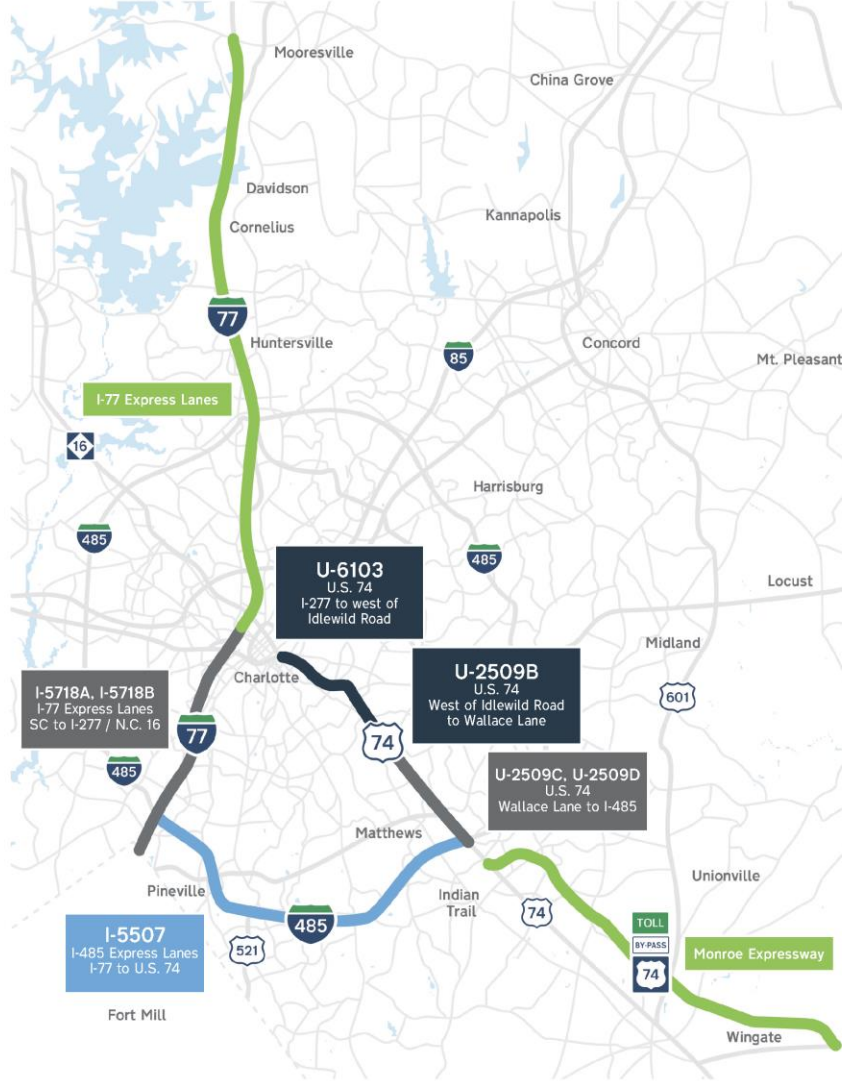 Mooresville
China Grove
Davidson
Kannapolis
Cornelius
77
Huntersville
85
Concord
Mt. Pleasant
I-77 Express Lanes
16
Harrisburg
485
485
U-6103
U.S. 74
I-277 to west of
Idlewild Road
Locust
Midland
Charlotte
U-2509B
U.S. 74
West of Idlewild Road
to Wallace Lane
601
I-5718A, I-5718B
I-77 Express Lanes
SC to I-277 / N.C. 16
77
74
485
U-2509C, U-2509D
U.S. 74
Wallace Lane to I-485
Matthews
Pineville
Indian
Trail
Unionville
74
I-5507
I-485 Express Lanes
I-77 to U.S. 74
485
521
TOLL
BY-PASS
74
Monroe Expressway
Fort Mill
Wingate